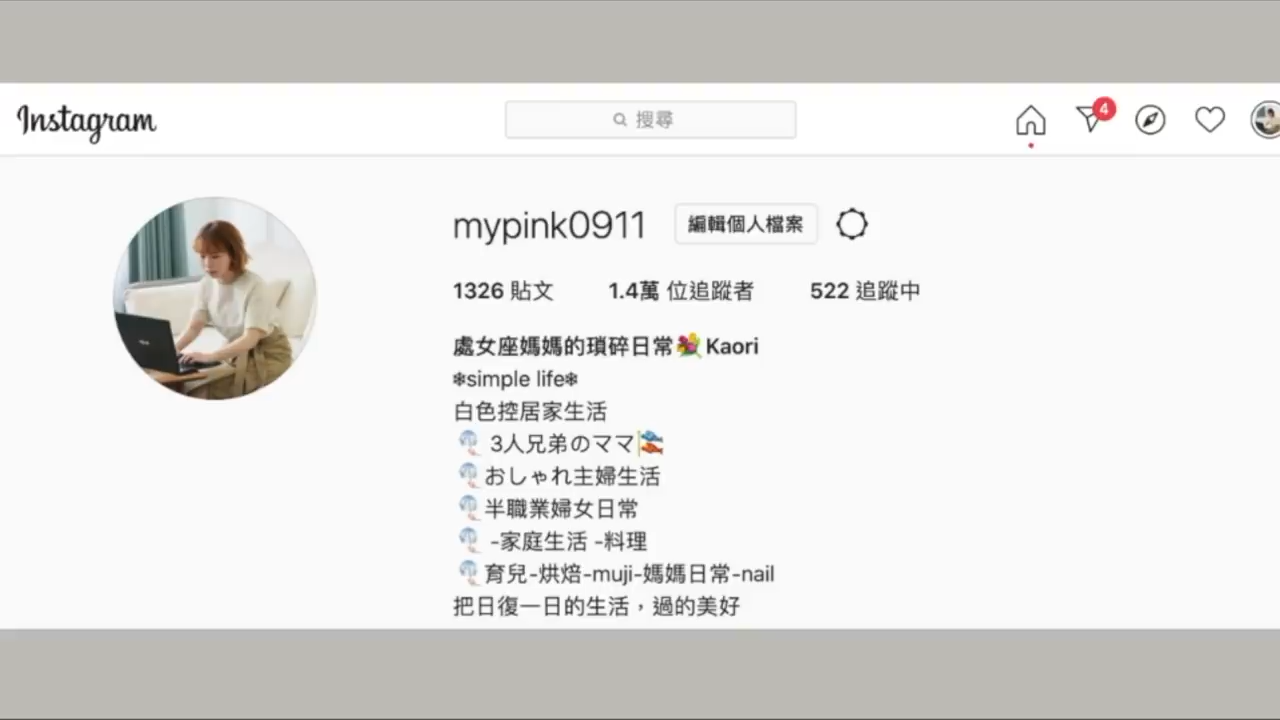 Instagram
搜尋
4
mypink0911 編輯個人檔案
1326 貼文 1.4萬 位追蹤者 522 追蹤中
處女座媽媽的瑣碎日常💐Kaori
❄simple life❄
白色控居家生活
🎐 3人兄弟のママ🎏
🎐おしゃれ主婦生活
🎐半職業婦女日常
🎐 -家庭生活 -料理
🎐育兒-烘焙-muji-媽媽日常-nail
把日復一日的生活，過的美好